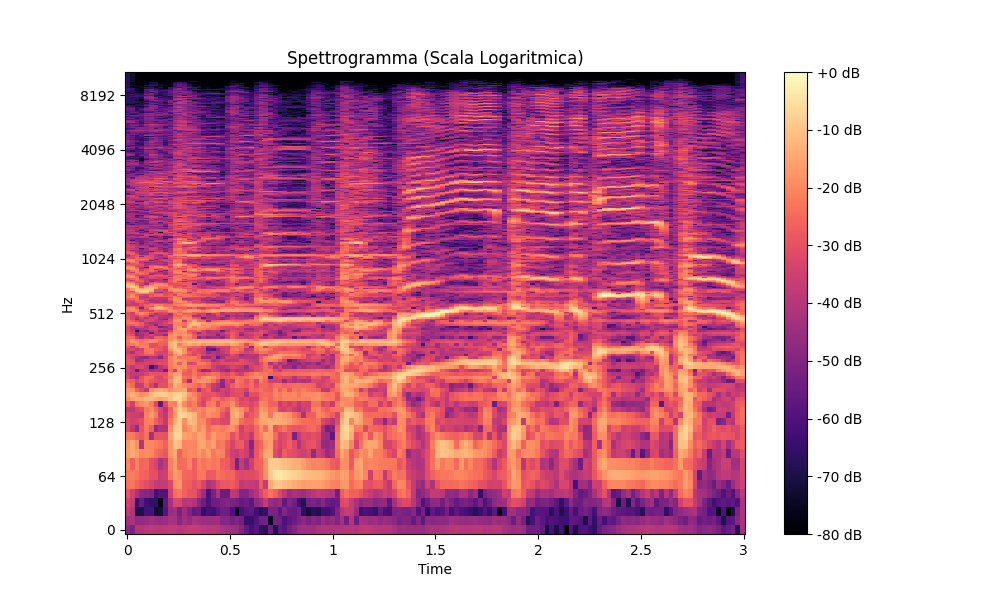 Spettrogramma (Scala Logaritmica)
Hz
8192
4096
2048
1024
512
256
128
64
0
0
0.5
1
1.5
2
2.5
3
Time
+0 dB
-10 dB
-20 dB
-30 dB
-40 dB
-50 dB
-60 dB
-70 dB
-80 dB